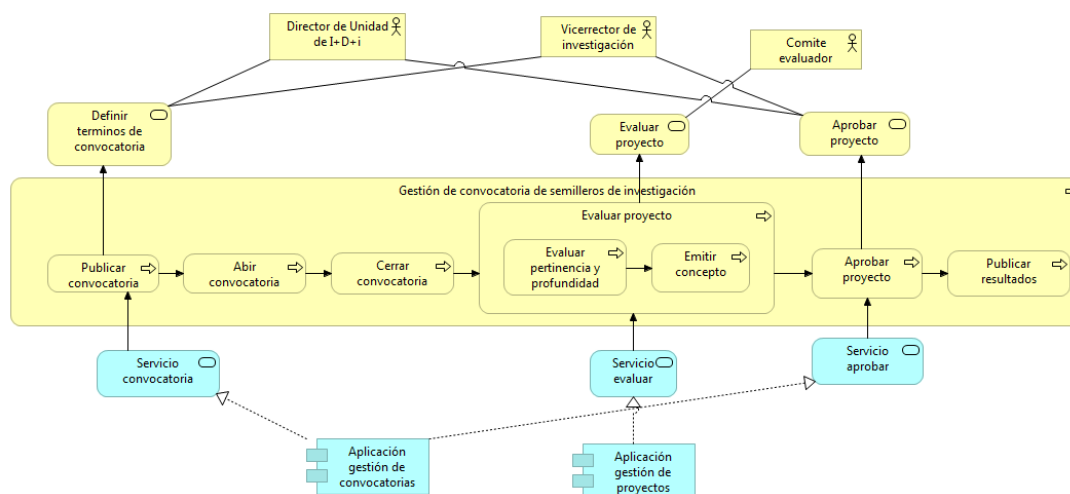 Director de Unidad
de I+D+i
Vicerrector de
investigación
Comite
evaluador
Definir
terminos de
convocatoria
Evaluar
proyecto
Aprobar
proyecto
Gestión de convocatoria de semilleros de investigación
Evaluar proyecto
Publicar
convocatoria
Abir
convocatoria
Cerrar
convocatoria
Evaluar
pertinencia y
profundidad
Emitir
concepto
Aprobar
proyecto
Publicar
resultados
Servicio
convocatoria
Servicio
evaluar
Servicio
aprobar
Aplicación
gestión de
convocatorias
Aplicación
gestión de
proyectos